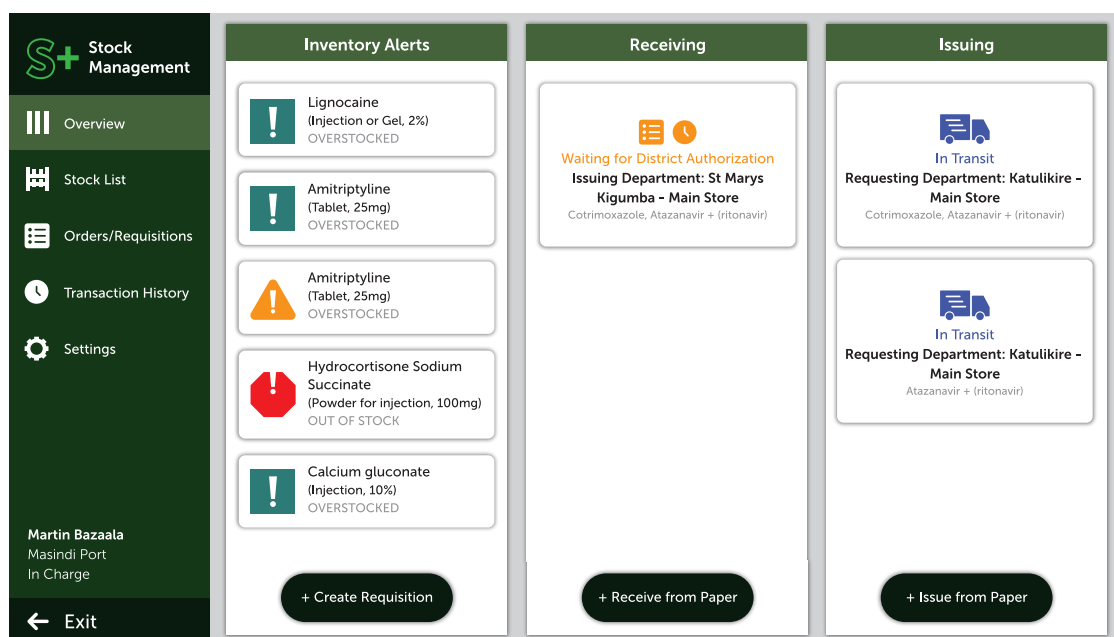 S+ Stock
Management
Overview
Stock List
Orders/Requisitions
Transaction History
Settings
Martin Bazaala
Masindi Port
In Charge
Exit
Inventory Alerts
Lignocaine
(Injection or Gel, 2%)
OVERSTOCKED
Amitriptyline
(Tablet, 25mg)
OVERSTOCKED
Amitriptyline
(Tablet, 25mg)
OVERSTOCKED
Hydrocortisone Sodium
Succinate
(Powder for injection, 100mg)
OUT OF STOCK
Calcium gluconate
(Injection, 10%)
OVERSTOCKED
+ Create Requisition
Receiving
Waiting for District Authorization
Issuing Department: St Marys
Kigumba - Main Store
Cotrimoxazole, Atazanavir + (ritonavir)
+ Receive from Paper
Issuing
In Transit
Requesting Department: Katulikire -
Main Store
Cotrimoxazole, Atazanavir + (ritonavir)
In Transit
Requesting Department: Katulikire -
Main Store
Atazanavir + (ritonavir)
+ Issue from Paper